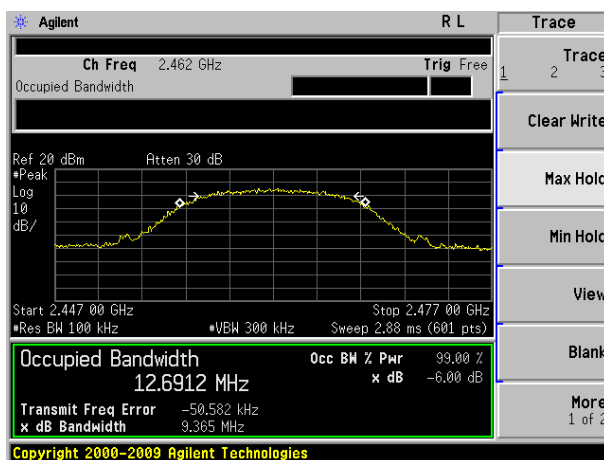 Agilent R L Trace
Ch Freq 2.462 GHz Trig Free
Occupied Bandwidth
Trace
1 2 3
Clear Write
Max Hold
Min Hold
View
Blank
More
1 of 2
Ref 20 dBm Atten 30 dB
#Peak
Log
10
dB/
Start 2.447 00 GHz Stop 2.477 00 GHz
#Res BW 100 kHz #VBW 300 kHz Sweep 2.88 ms (601 pts)
Occupied Bandwidth Occ BW % Pwr 99.00 %
12.6912 MHz x dB -6.00 dB
Transmit Freq Error -50.582 kHz
x dB Bandwidth 9.365 MHz
Copyright 2000-2009 Agilent Technologies